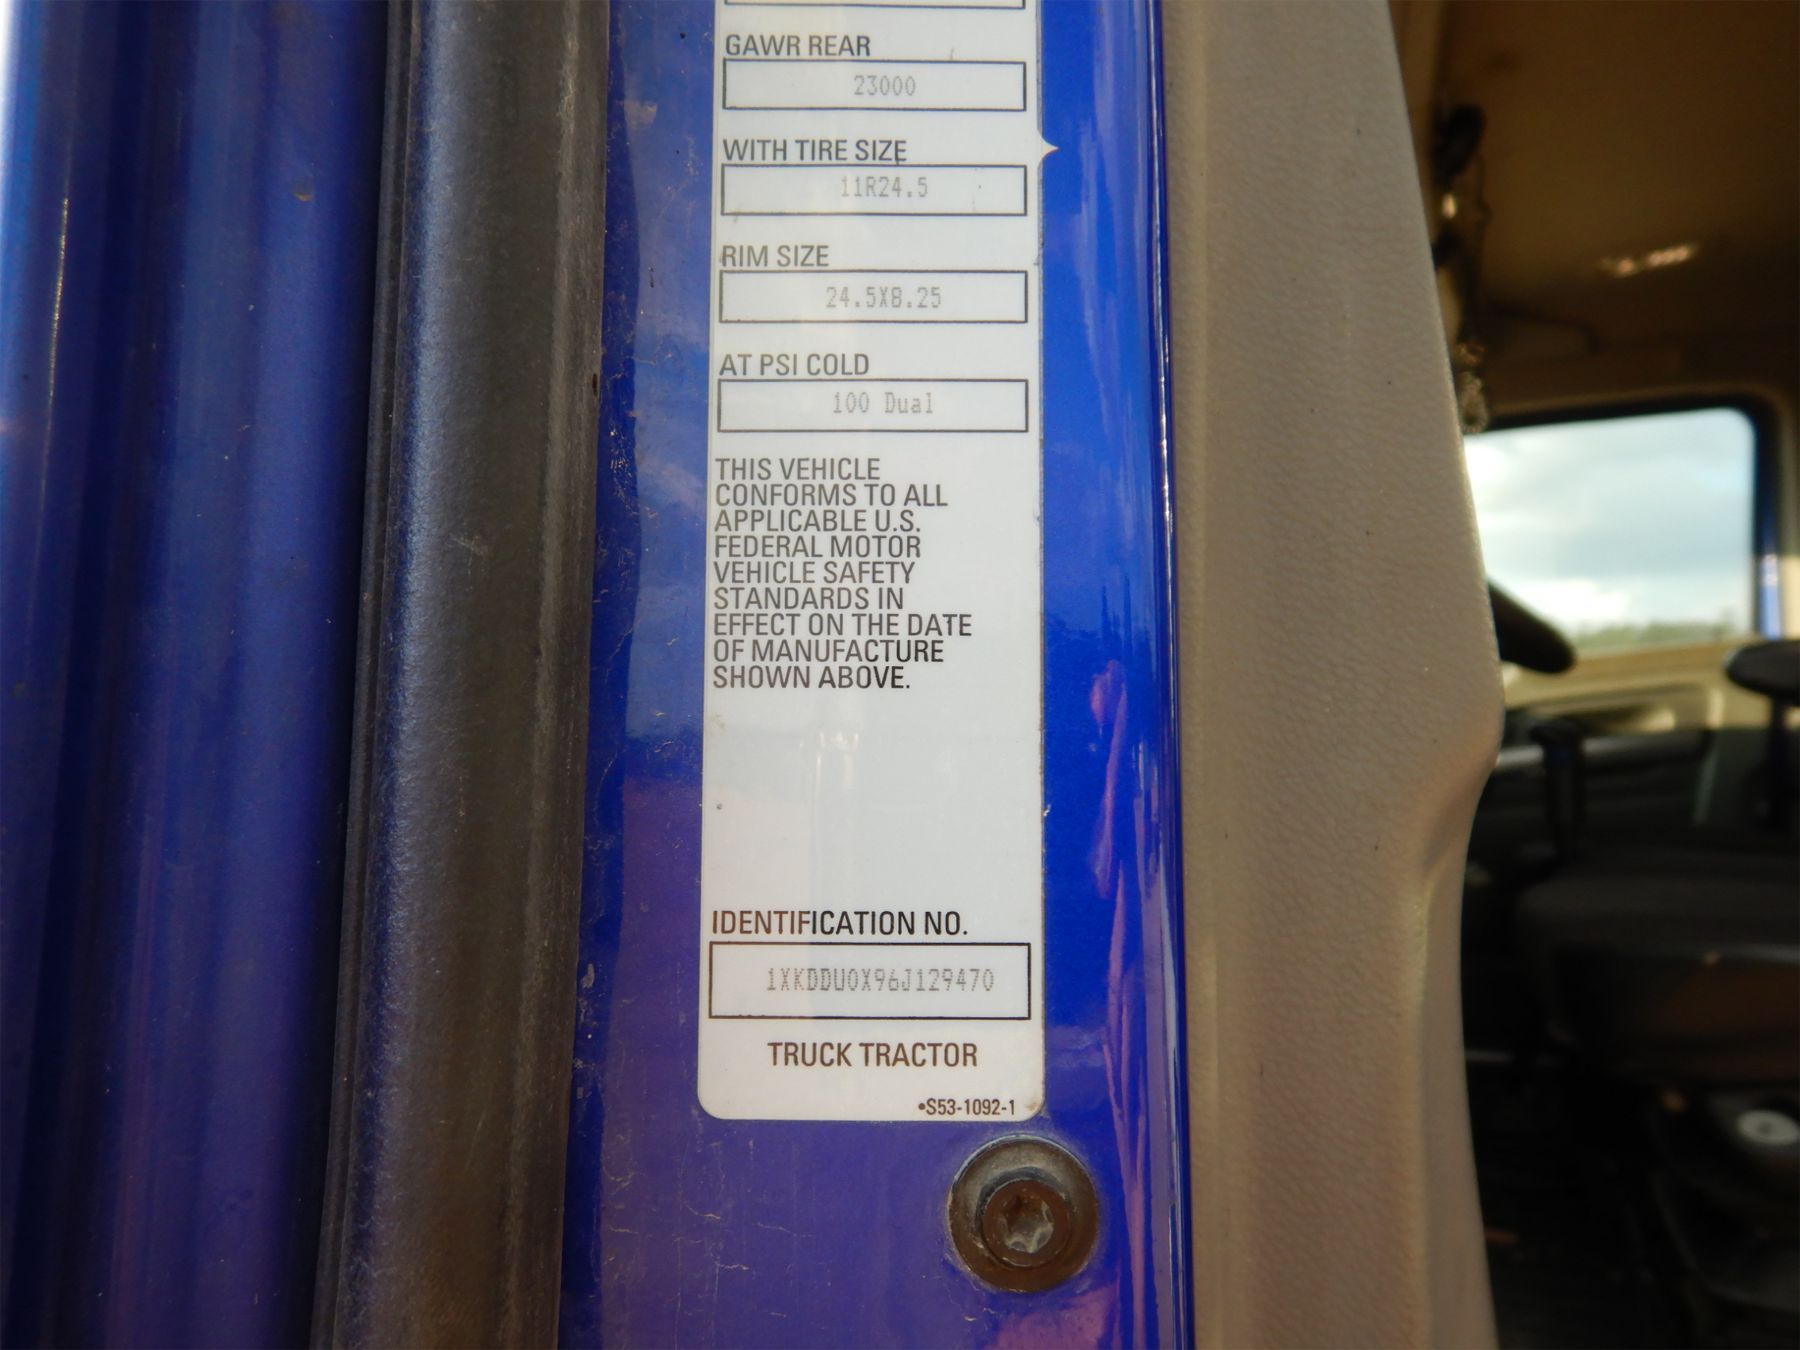 GAWR REAR
23000
WITH TIRE SIZE
11R24.5
RIM SIZE
24.5X8.25
AT PSI COLD
100 Dual
THIS VEHICLE
CONFORMS TO ALL
APPLICABLE U.S.
FEDERAL MOTOR
VEHICLE SAFETY
STANDARDS IN
EFFECT ON THE DATE
OF MANUFACTURE
SHOWN ABOVE.
IDENTIFICATION NO.
1XKDDU0X96J129470
TRUCK TRACTOR
•S53-1092-1